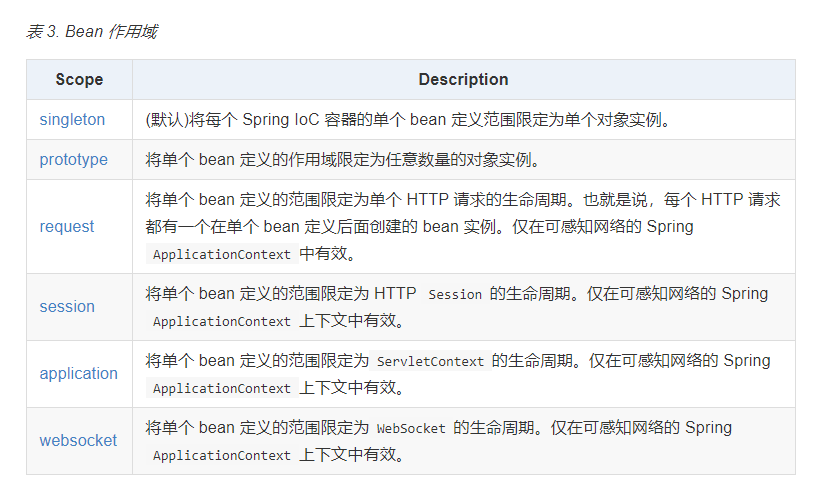 表 3. Bean 作用域
Scope Description
singleton (默认)将每个 Spring IoC 容器的单个 bean 定义范围限定为单个对象实例。
prototype 将单个 bean 定义的作用域限定为任意数量的对象实例。
将单个 bean 定义的范围限定为单个 HTTP 请求的生命周期。也就是说，每个 HTTP 请求
request 都有一个在单个 bean 定义后面创建的 bean 实例。仅在可感知网络的 Spring
ApplicationContext 中有效。
session 将单个 bean 定义的范围限定为 HTTP Session 的生命周期。仅在可感知网络的 Spring
ApplicationContext 上下文中有效。
application 将单个 bean 定义的范围限定为 ServletContext 的生命周期。仅在可感知网络的 Spring
ApplicationContext 上下文中有效。
websocket 将单个 bean 定义的范围限定为 WebSocket 的生命周期。仅在可感知网络的 Spring
ApplicationContext 上下文中有效。